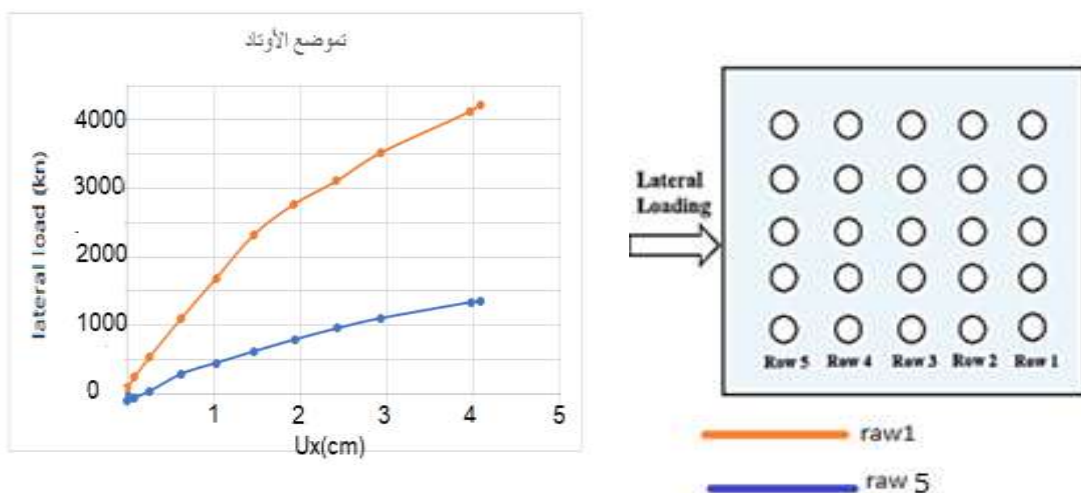 تموضع الأوتاد
lateral load (kn)
4000
3000
2000
1000
0
1
2
3
4
5
Ux(cm)
Lateral
Loading
Row 5 Row 4 Row 3 Row 2 Row 1
raw1
raw 5